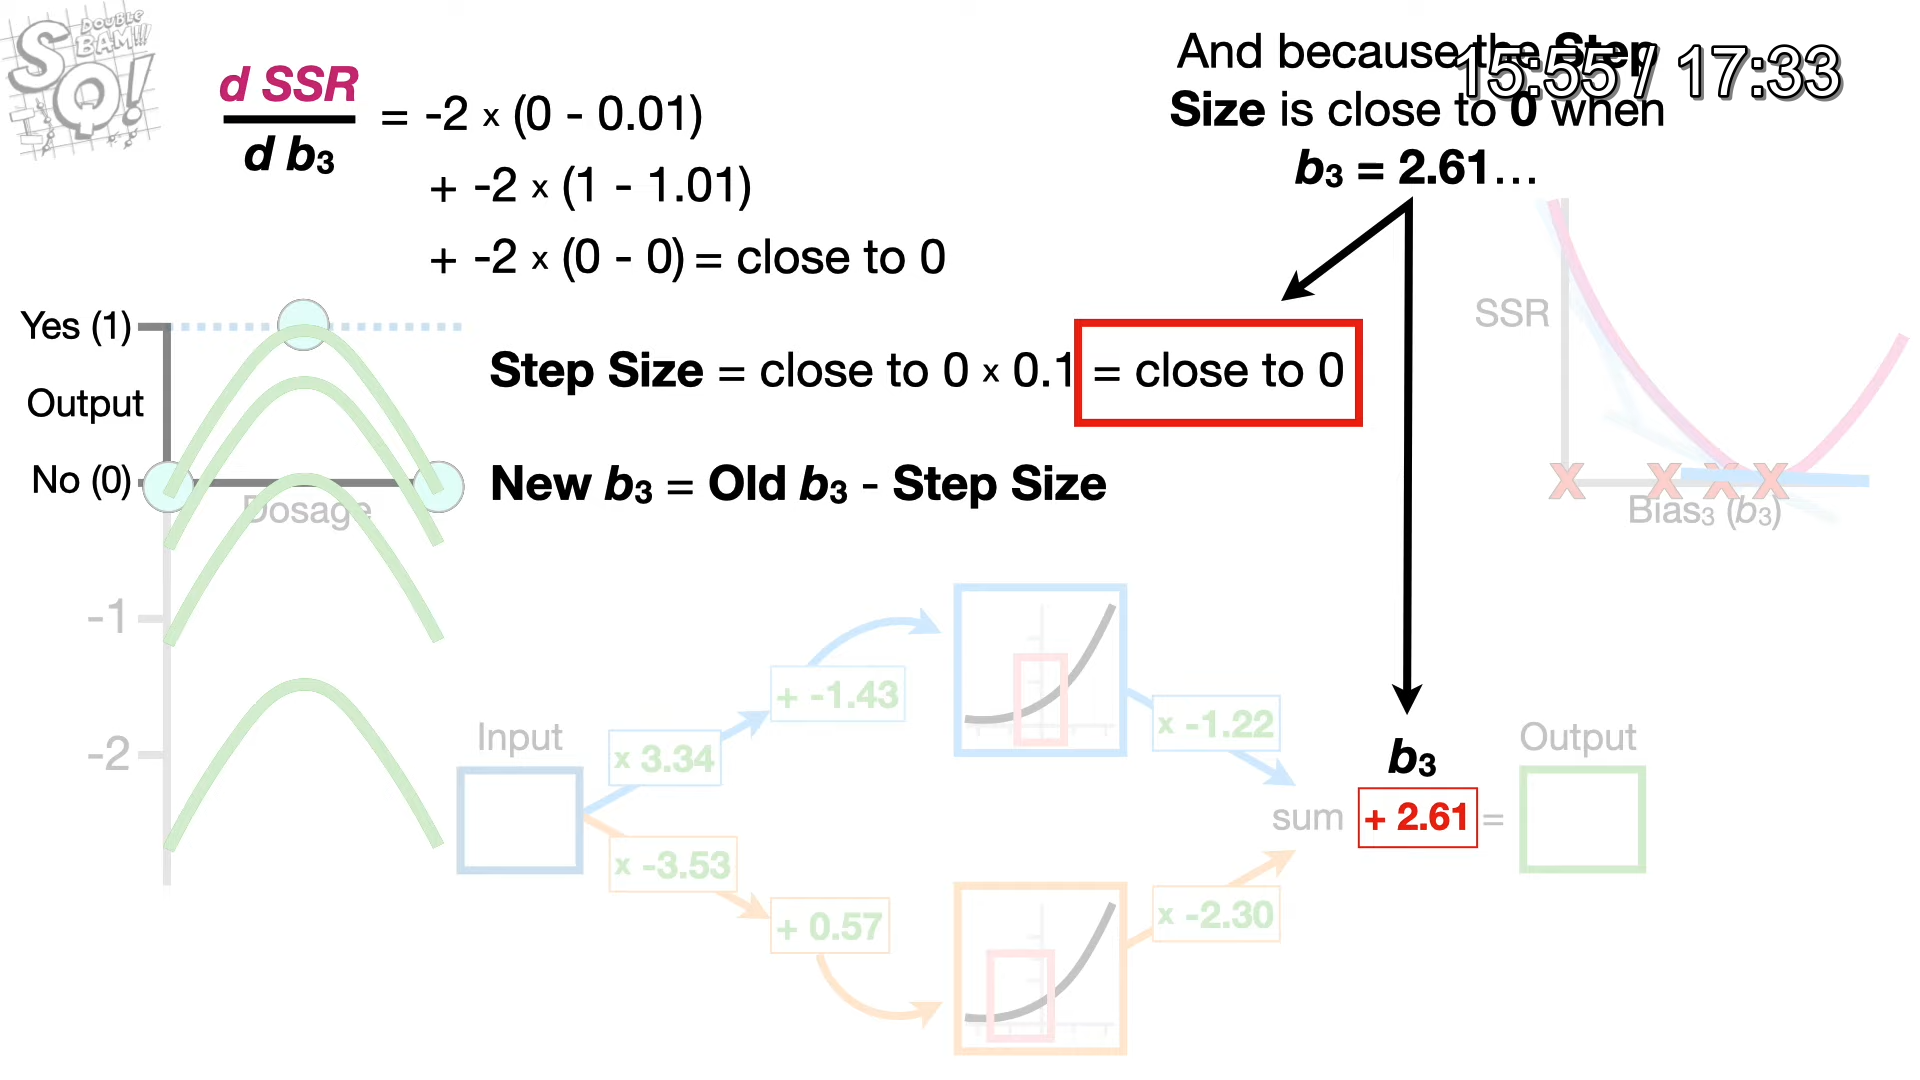 DOUBLE
BAM!!!
SQ!
d SSR
d b₃
= -2 x (0 - 0.01)
+ -2 x (1 - 1.01)
+ -2 x (0 - 0) = close to 0
And because the Step
Size is close to 0 when
b₃ = 2.61...
15:55 / 17:33
Yes (1)
Output
No (0)
Dosage
-1
-2
Step Size = close to 0 x 0.1 = close to 0
New b₃ = Old b₃ - Step Size
SSR
X X X X
Bias₃ (b₃)
Input
x 3.34
+ -1.43
x -1.22
x -3.53
+ 0.57
x -2.30
sum
b₃
+ 2.61
=
Output